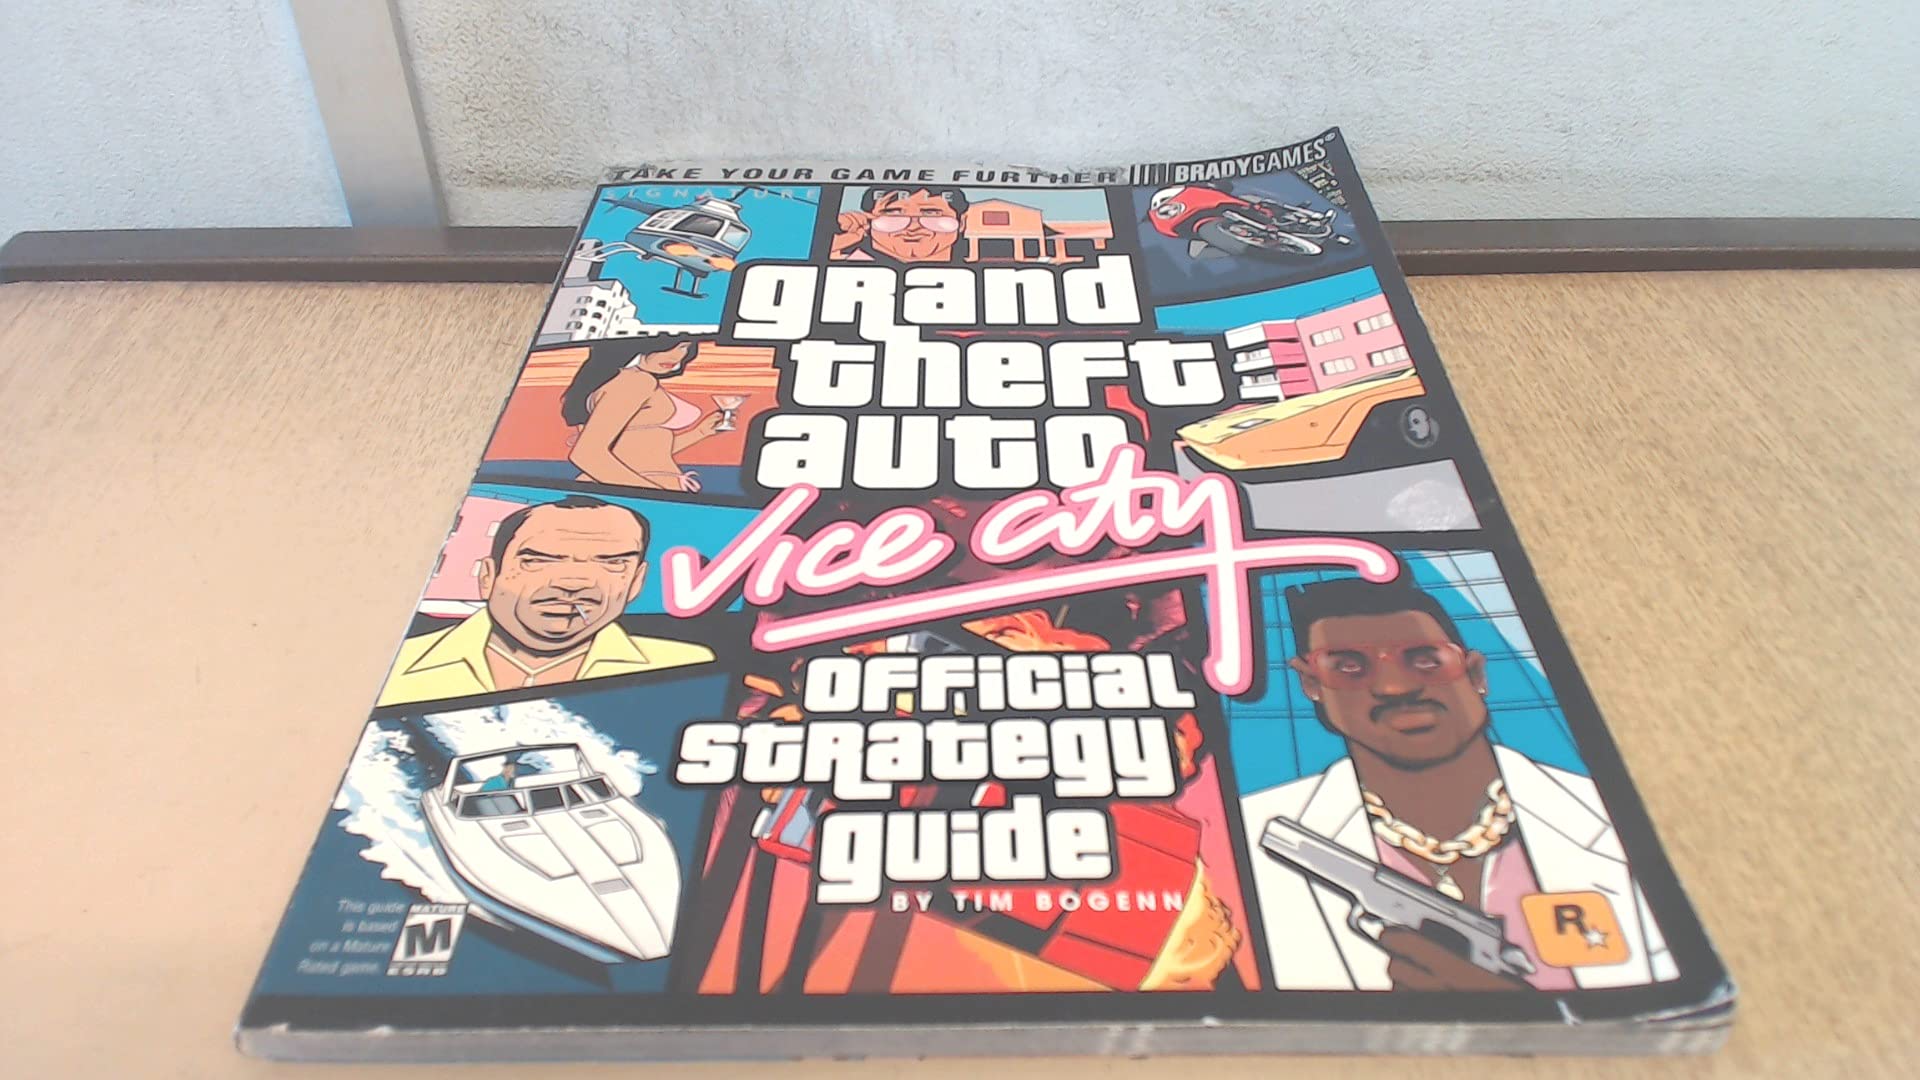 TAKE YOUR GAME FURTHER BRADYGAMES®
SIGNATURE
grand
theft
auto
Vice City
official
strategy
guide
BY TIM BOGENN
This guide
is based
on a Mature
Rated game.
MATURE
M
ESRB
R